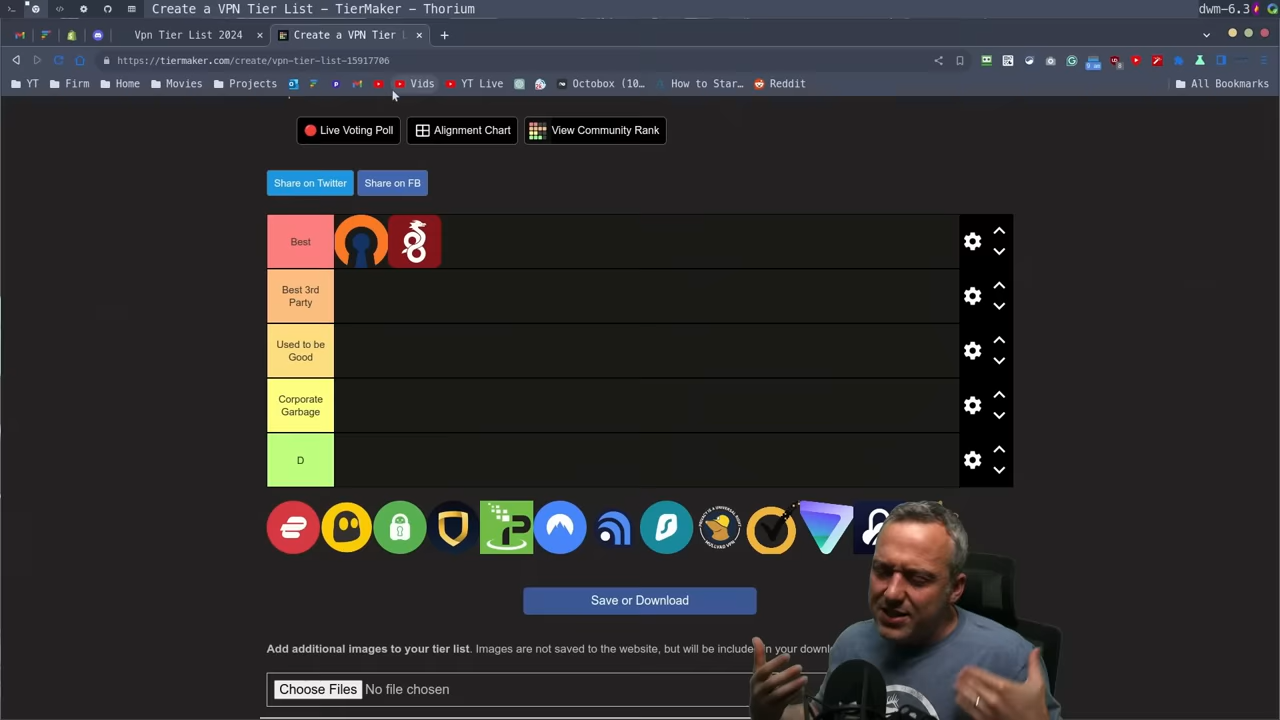 Create a VPN Tier List - TierMaker - Thorium
dwm-6.3
Vpn Tier List 2024
Create a VPN Tier L
https://tiermaker.com/create/vpn-tier-list-15917706
YT
Firm
Home
Movies
Projects
Vids
YT Live
Octobox (10...
How to Star...
Reddit
All Bookmarks
Live Voting Poll
Alignment Chart
View Community Rank
Share on Twitter
Share on FB
Best
Best 3rd
Party
Used to be
Good
Corporate
Garbage
D
Save or Download
Add additional images to your tier list. Images are not saved to the website, but will be included in your downl
Choose Files No file chosen